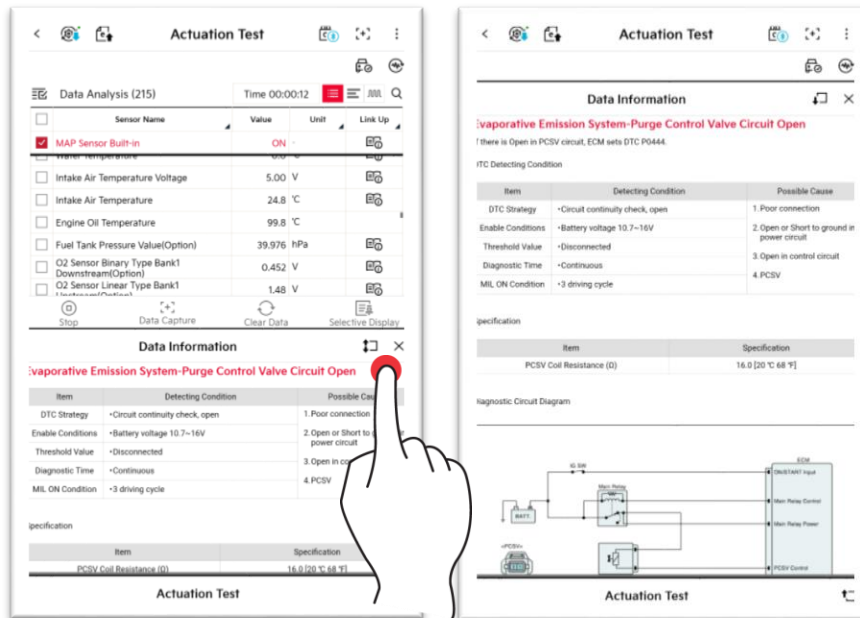 Actuation Test
Data Analysis (215)
Time 00:00:12
Sensor Name Value Unit Link Up
MAP Sensor Built-in ON -
Water Temperature 0.0 ℃
Intake Air Temperature Voltage 5.00 V
Intake Air Temperature 24.8 ℃
Engine Oil Temperature 99.8 ℃
Fuel Tank Pressure Value(Option) 39.976 hPa
O2 Sensor Binary Type Bank1
Downstream(Option) 0.452 V
O2 Sensor Linear Type Bank1
Upstream(Option) 1.48 V
Stop Data Capture Clear Data Selective Display
Data Information
Evaporative Emission System-Purge Control Valve Circuit Open
Item Detecting Condition Possible Cau
DTC Strategy •Circuit continuity check, open 1. Poor connection
Enable Conditions •Battery voltage 10.7~16V 2. Open or Short to
power circuit
Threshold Value •Disconnected
3. Open in
Diagnostic Time •Continuous
4. PCSV
MIL ON Condition •3 driving cycle
pecification
Item Specification
PCSV Coil Resistance (Ω) 16.0 [20 ℃ 68 ℉]
Actuation Test
Actuation Test
Data Information
Evaporative Emission System-Purge Control Valve Circuit Open
f there is Open in PCSV circuit, ECM sets DTC P0444.
DTC Detecting Condition
Item Detecting Condition Possible Cause
DTC Strategy •Circuit continuity check, open 1. Poor connection
Enable Conditions •Battery voltage 10.7~16V 2. Open or Short to ground in
power circuit
Threshold Value •Disconnected
3. Open in control circuit
Diagnostic Time •Continuous
4. PCSV
MIL ON Condition •3 driving cycle
pecification
Item Specification
PCSV Coil Resistance (Ω) 16.0 [20 ℃ 68 ℉]
iagnostic Circuit Diagram
IG SW
ECM
ON/START Input
Main Relay
Main Relay Control
BATT.
Main Relay Power
<PCSV>
PCSV Control
Actuation Test